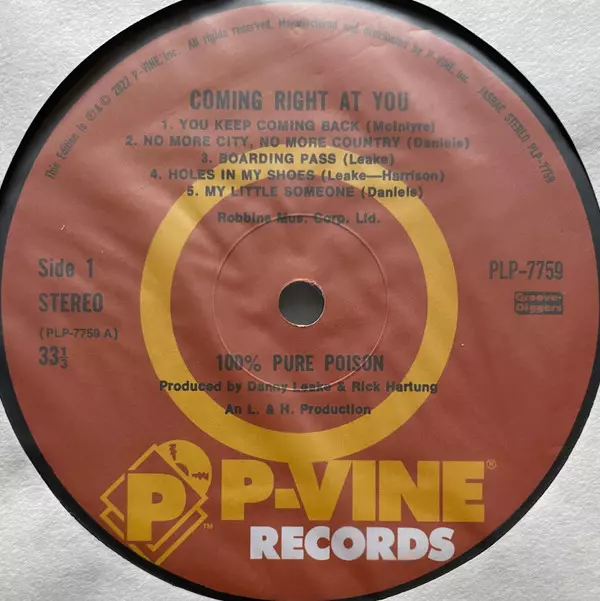 This Edition is Ⓟ& © 2022 P-VINE, Inc. All rights reserved. Manufactured and distributed by P-VINE, Inc. JASRAC STEREO PLP-7759
COMING RIGHT AT YOU
1. YOU KEEP COMING BACK (McIntyre)
2. NO MORE CITY, NO MORE COUNTRY (Daniels)
3. BOARDING PASS (Leake)
4. HOLES IN MY SHOES (Leake—Harrison)
5. MY LITTLE SOMEONE (Daniels)
Robbins Mus. Corp. Ltd.
Side 1
STEREO
(PLP-7759 A)
33⅓
PLP-7759
Groove-
Diggers
100% PURE POISON
Produced by Danny Leake & Rick Hartung
An L. & H. Production
P™
P-VINE®
RECORDS